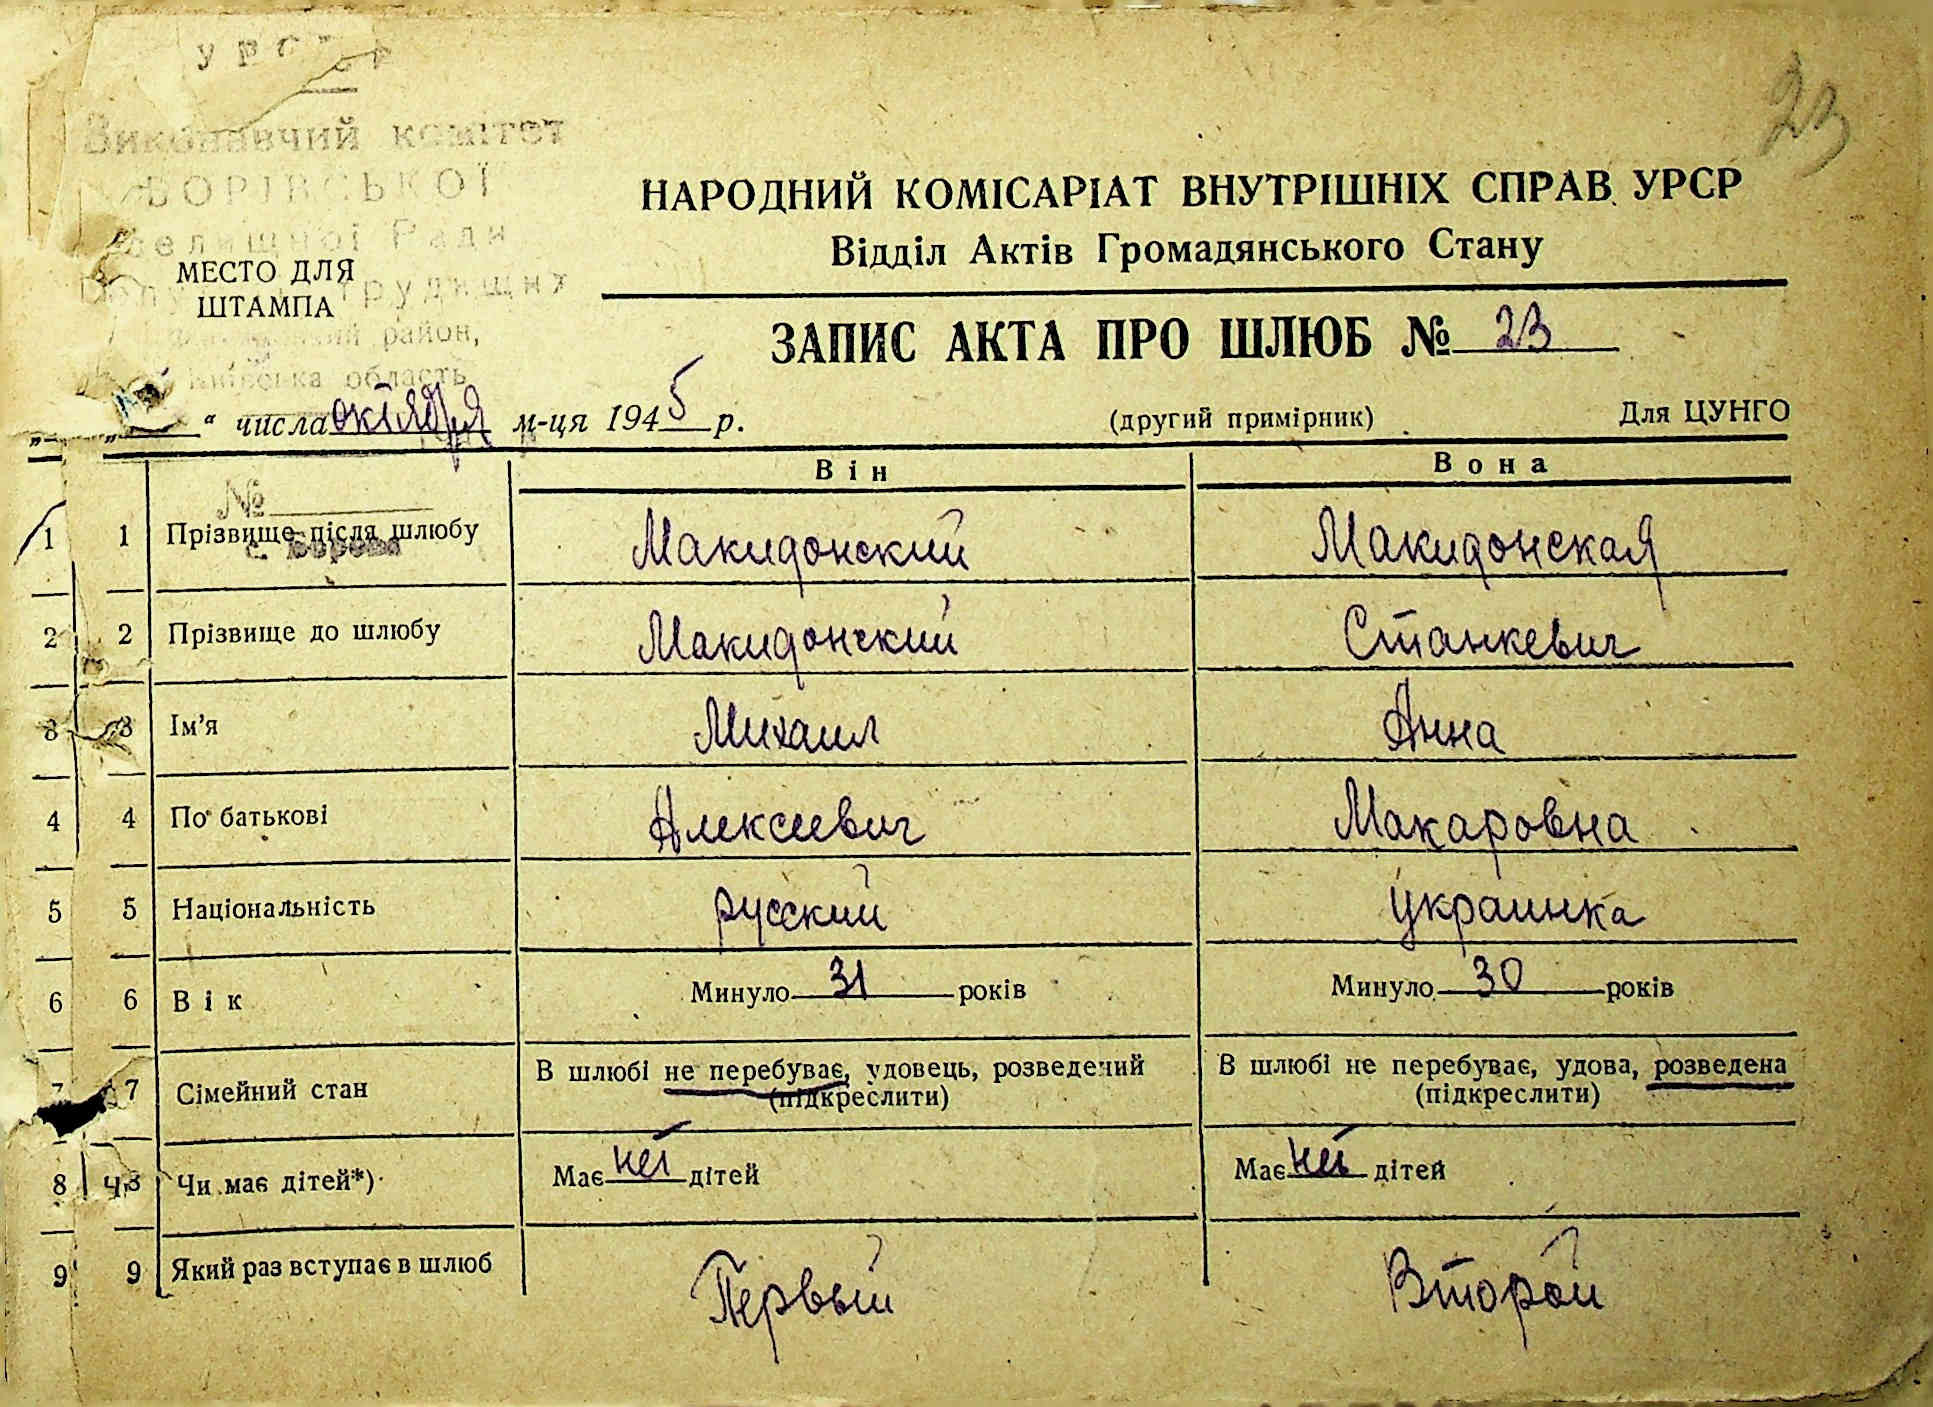 УРСР
23
Виконавчий комітет
БОРІВСЬКОЇ
селищної Ради
НАРОДНИЙ КОМІСАРІАТ ВНУТРІШНІХ СПРАВ УРСР
Відділ Актів Громадянського Стану
МЕСТО ДЛЯ
ШТАМПА
трудящих
район,
Київська область
ЗАПИС АКТА ПРО ШЛЮБ № 23
“ числа октября м-ця 1945 р.
(другий примірник) Для ЦУНГО
Він Вона
№
1 1 Прізвище після шлюбу Макидонский Макидонская
с. Борова
2 2 Прізвище до шлюбу Макидонский Станкевич
3 3 Ім’я Михаил Анна
4 4 По батькові Алексеевич Макаровна
5 5 Національність русский украинка
6 6 Вік Минуло 31 років Минуло 30 років
7 7 Сімейний стан В шлюбі не перебуває, удовець, розведений (підкреслити) В шлюбі не перебуває, удова, розведена (підкреслити)
8 8 Чи має дітей*) Має нет дітей Має нет дітей
9 9 Який раз вступає в шлюб Первый Второй